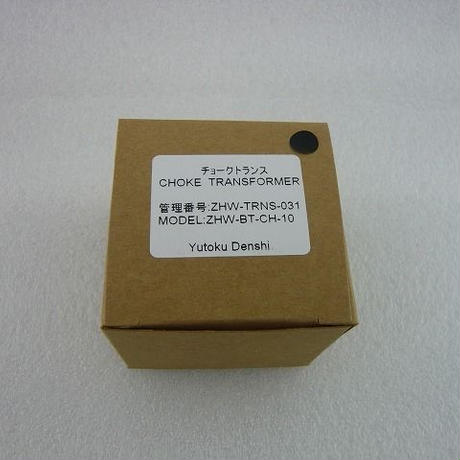 チョークトランス
CHOKE TRANSFORMER
管理番号:ZHW-TRNS-031
MODEL:ZHW-BT-CH-10
Yutoku Denshi